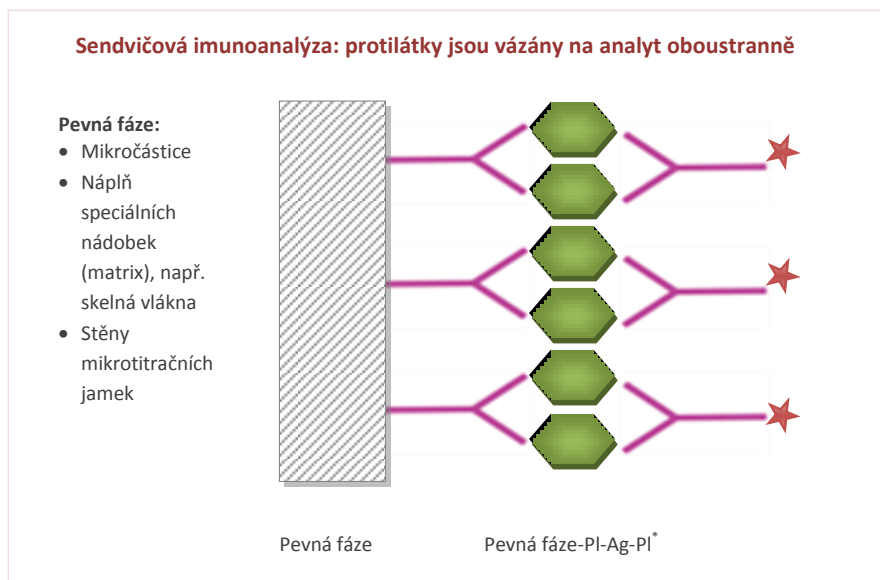 Sendvičová imunoanalýza: protilátky jsou vázány na analyt oboustranně
Pevná fáze:
• Mikročástice
• Náplň
speciálních
nádobek
(matrix), např.
skelná vlákna
• Stěny
mikrotitračních
jamek
Pevná fáze
Pevná fáze-Pl-Ag-Pl*